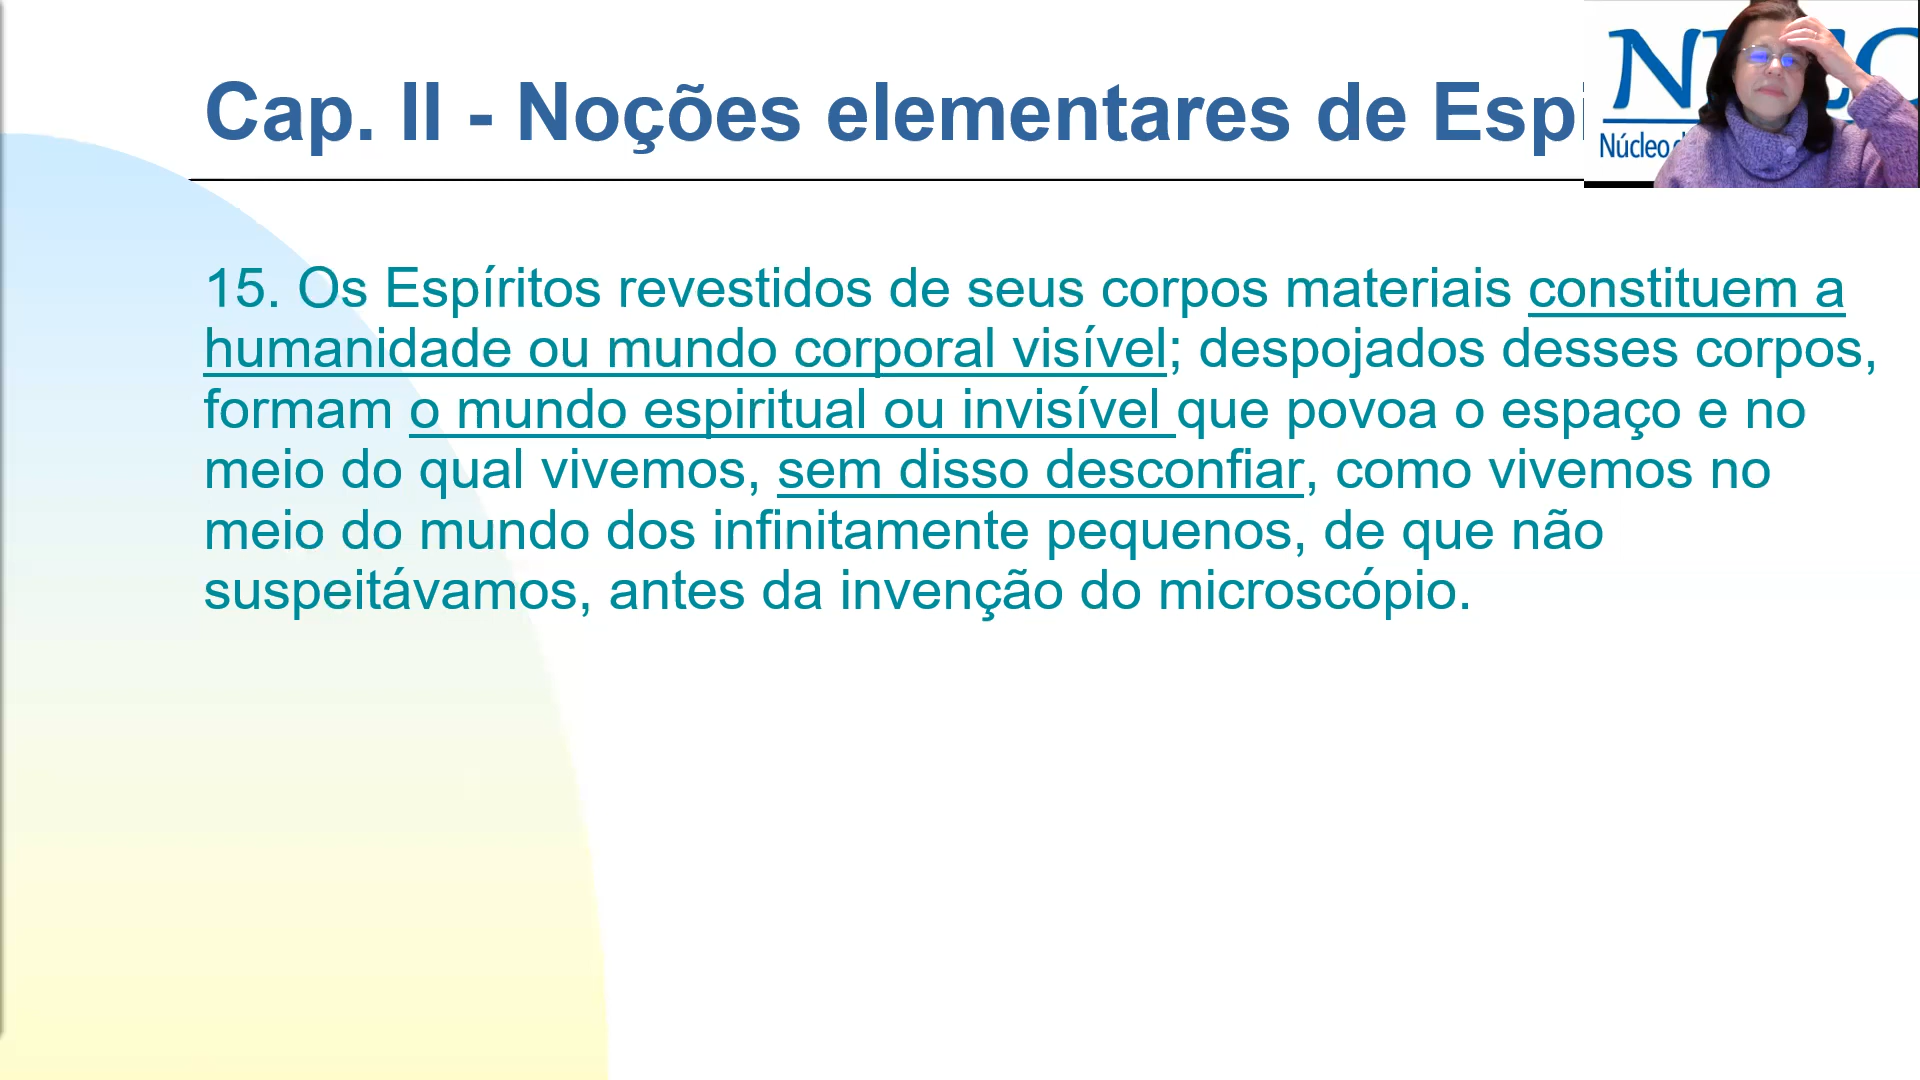 Cap. II - Noções elementares de Espi
Núcleo
15. Os Espíritos revestidos de seus corpos materiais constituem a
humanidade ou mundo corporal visível; despojados desses corpos,
formam o mundo espiritual ou invisível que povoa o espaço e no
meio do qual vivemos, sem disso desconfiar, como vivemos no
meio do mundo dos infinitamente pequenos, de que não
suspeitávamos, antes da invenção do microscópio.